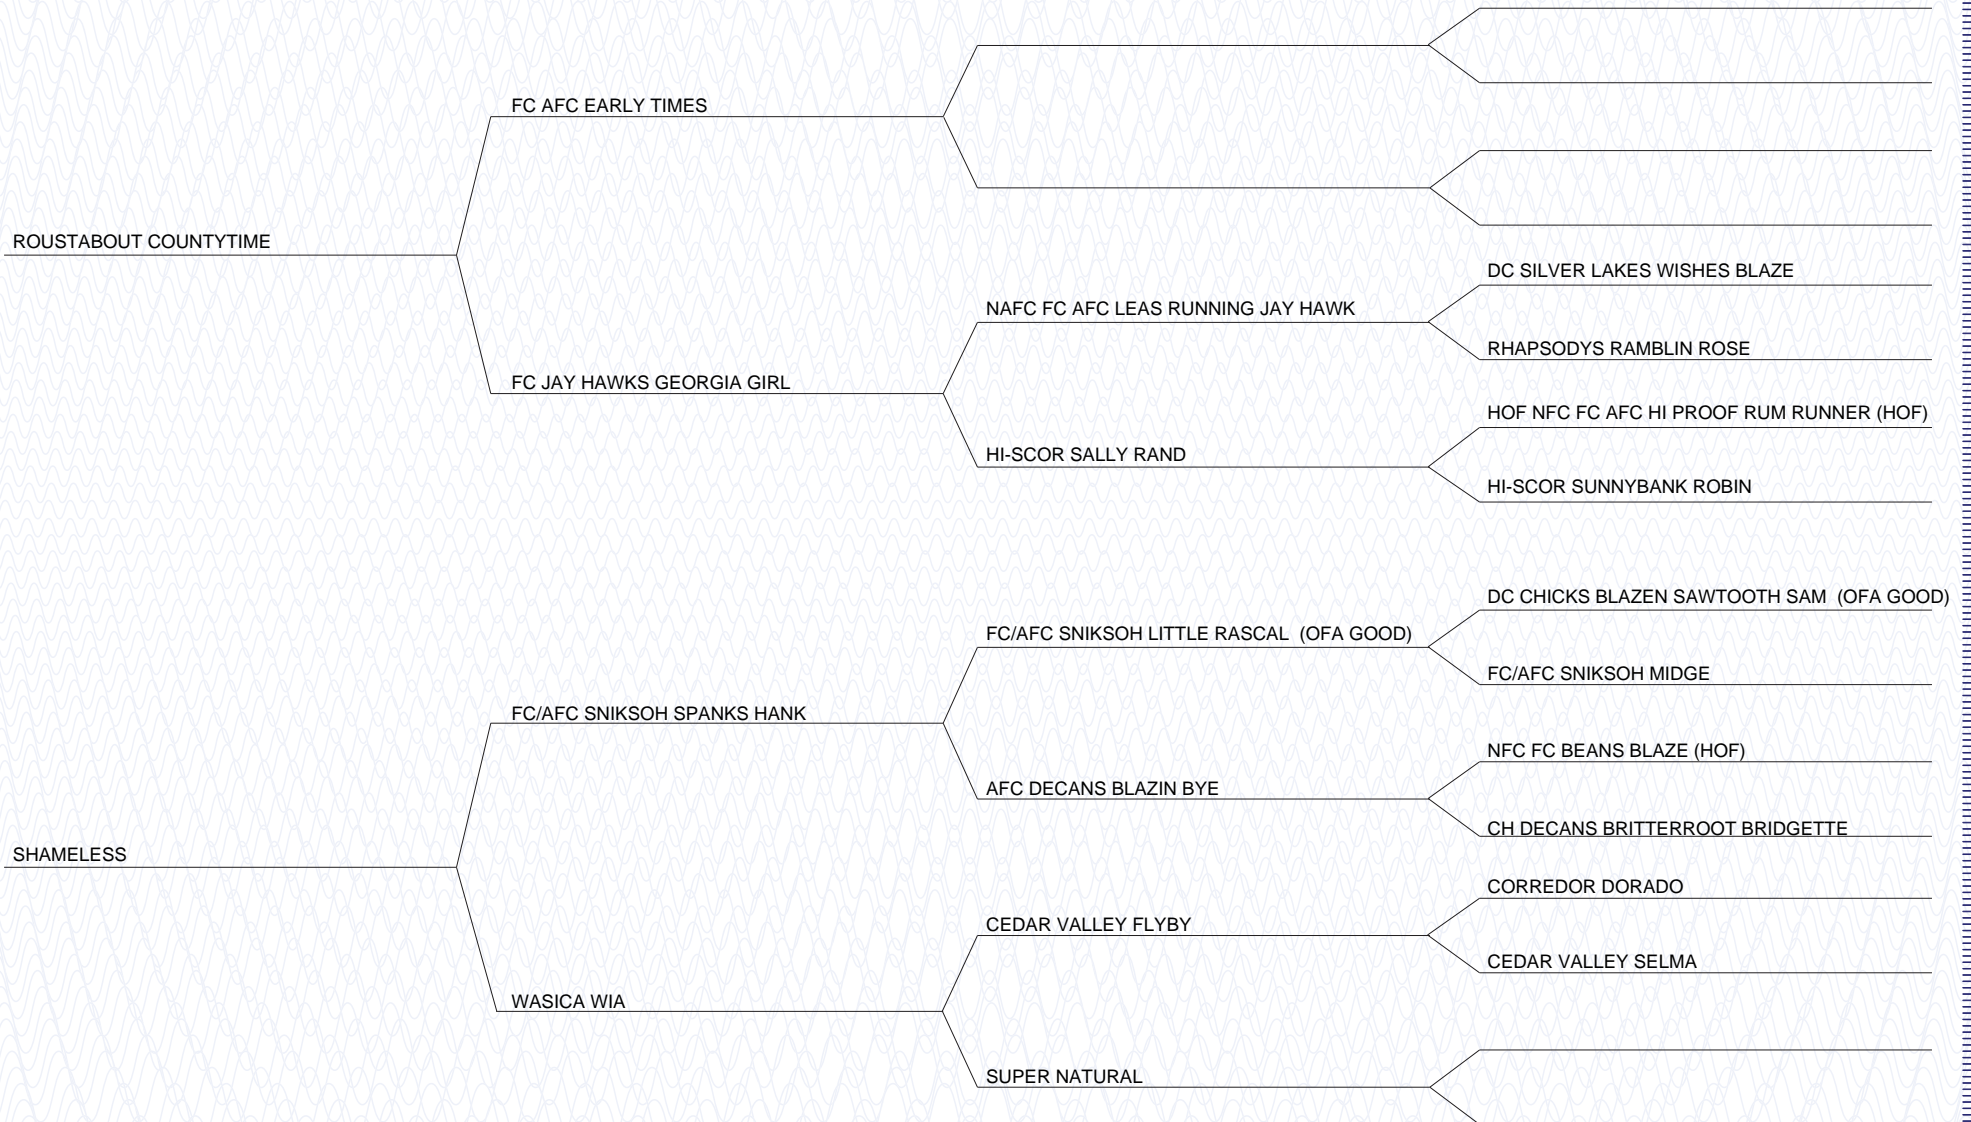 FC AFC EARLY TIMES
ROUSTABOUT COUNTYTIME
DC SILVER LAKES WISHES BLAZE
NAFC FC AFC LEAS RUNNING JAY HAWK
RHAPSODYS RAMBLIN ROSE
FC JAY HAWKS GEORGIA GIRL
HOF NFC FC AFC HI PROOF RUM RUNNER (HOF)
HI-SCOR SALLY RAND
HI-SCOR SUNNYBANK ROBIN
DC CHICKS BLAZEN SAWTOOTH SAM (OFA GOOD)
FC/AFC SNIKSOH LITTLE RASCAL (OFA GOOD)
FC/AFC SNIKSOH MIDGE
FC/AFC SNIKSOH SPANKS HANK
NFC FC BEANS BLAZE (HOF)
AFC DECANS BLAZIN BYE
CH DECANS BRITTERROOT BRIDGETTE
SHAMELESS
CORREDOR DORADO
CEDAR VALLEY FLYBY
CEDAR VALLEY SELMA
WASICA WIA
SUPER NATURAL